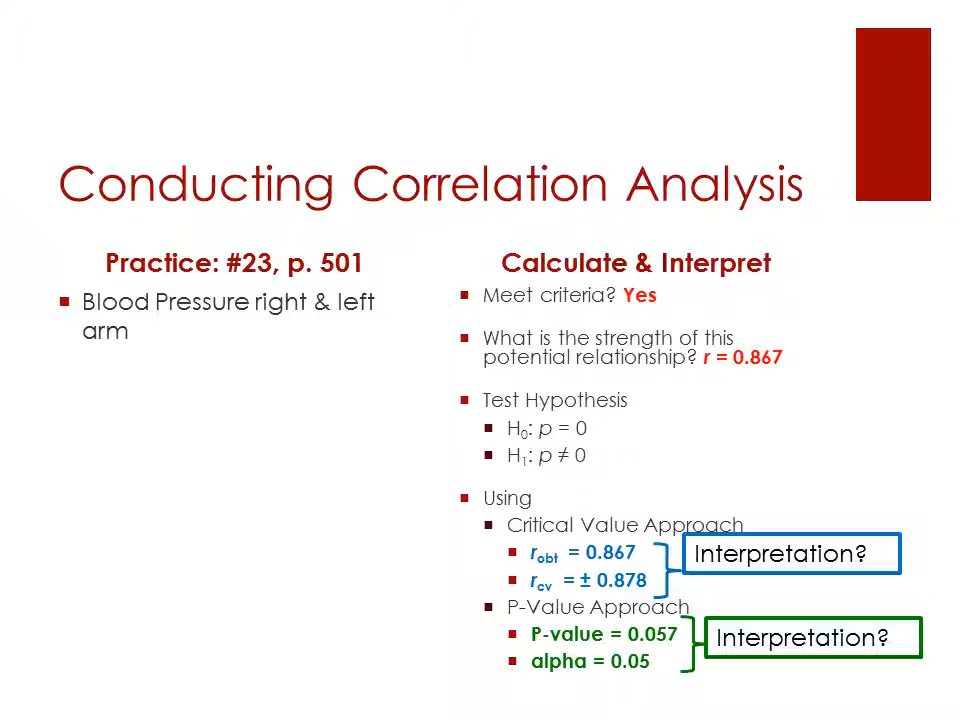 Conducting Correlation Analysis
Practice: #23, p. 501
▪ Blood Pressure right & left
arm
Calculate & Interpret
▪ Meet criteria? Yes
▪ What is the strength of this
potential relationship? r = 0.867
▪ Test Hypothesis
▪ H₀: p = 0
▪ H₁: p ≠ 0
▪ Using
▪ Critical Value Approach
▪ r_obt = 0.867
▪ r_cv = ± 0.878
Interpretation?
▪ P-Value Approach
▪ P-value = 0.057
▪ alpha = 0.05
Interpretation?